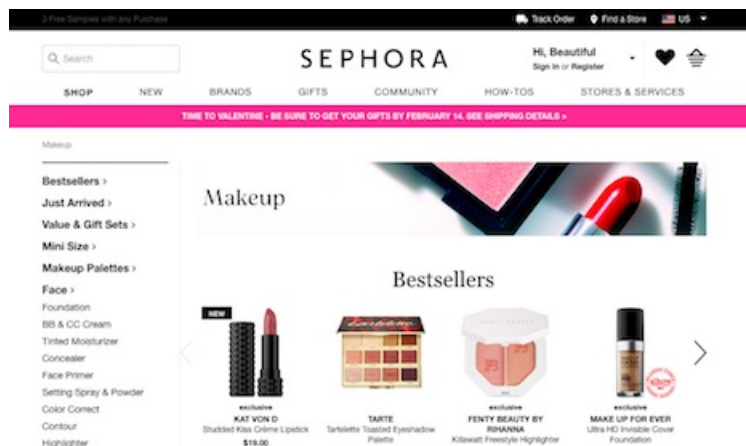 3 Free Samples with any Purchase
Track Order
Find a Store
US
Search
SEPHORA
Hi, Beautiful
Sign In or Register
SHOP
NEW
BRANDS
GIFTS
COMMUNITY
HOW-TOS
STORES & SERVICES
TIME TO VALENTINE - BE SURE TO GET YOUR GIFTS BY FEBRUARY 14. SEE SHIPPING DETAILS >
Makeup
Bestsellers >
Just Arrived >
Value & Gift Sets >
Mini Size >
Makeup Palettes >
Face >
Foundation
BB & CC Cream
Tinted Moisturizer
Concealer
Face Primer
Setting Spray & Powder
Color Correct
Contour
Highlighter
Makeup
Bestsellers
NEW
exclusive
KAT VON D
Studded Kiss Crème Lipstick
$19.00
TARTE
Tartelette Toasted Eyeshadow
Palette
exclusive
FENTY BEAUTY BY
RIHANNA
Killawatt Freestyle Highlighter
exclusive
MAKE UP FOR EVER
Ultra HD Invisible Cover
Foundation